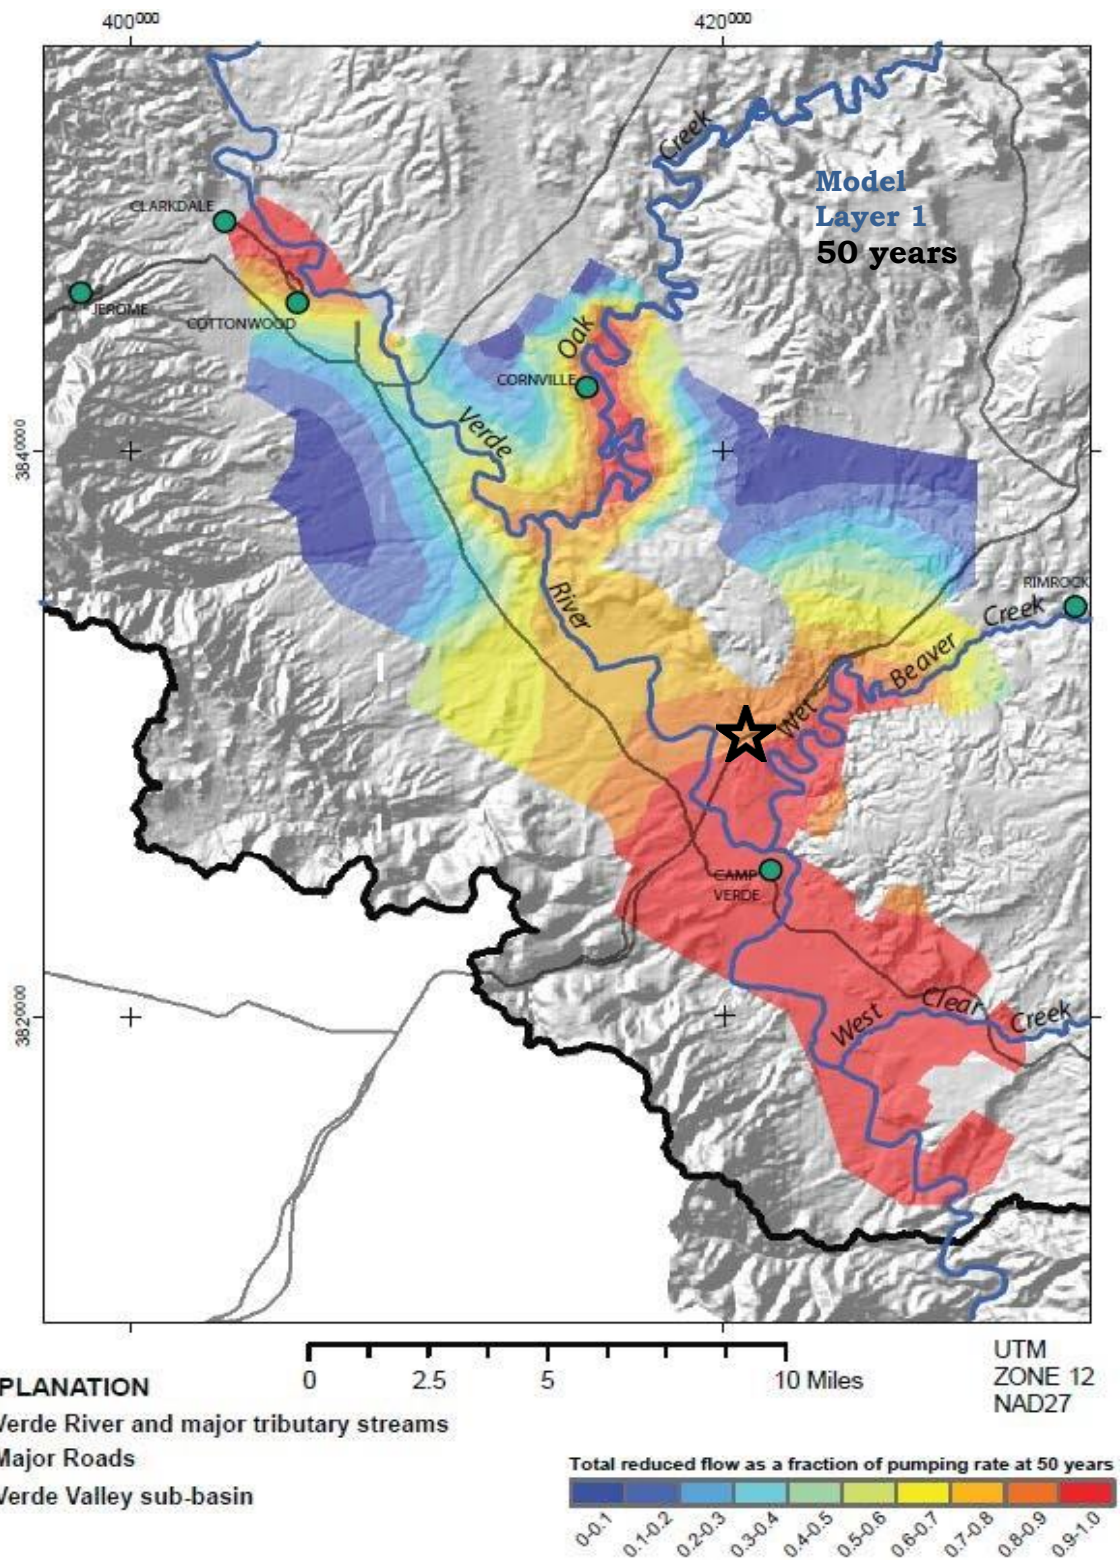 400000
420000
Creek
Model
Layer 1
50 years
CLARKDALE
JEROME
COTTONWOOD
Oak
CORNVILLE
Verde
3840000
River
RIMROCK
Creek
Beaver
Wet
CAMP
VERDE
3820000
West
Clear
Creek
0 2.5 5 10 Miles
UTM
ZONE 12
NAD27
PLANATION
Verde River and major tributary streams
Major Roads
Verde Valley sub-basin
Total reduced flow as a fraction of pumping rate at 50 years
0-0.1 0.1-0.2 0.2-0.3 0.3-0.4 0.4-0.5 0.5-0.6 0.6-0.7 0.7-0.8 0.8-0.9 0.9-1.0